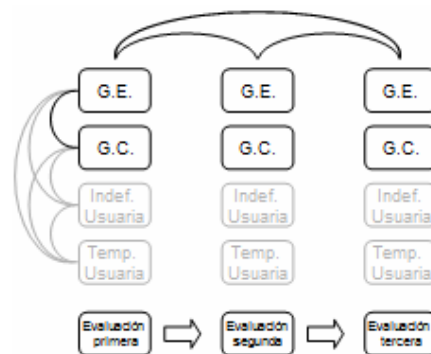 G.E. G.E. G.E.
G.C. G.C. G.C.
Indef. Indef. Indef.
Usuaria Usuaria Usuaria
Temp. Temp. Temp.
Usuaria Usuaria Usuaria
Evaluación Evaluación Evaluación
primera segunda tercera